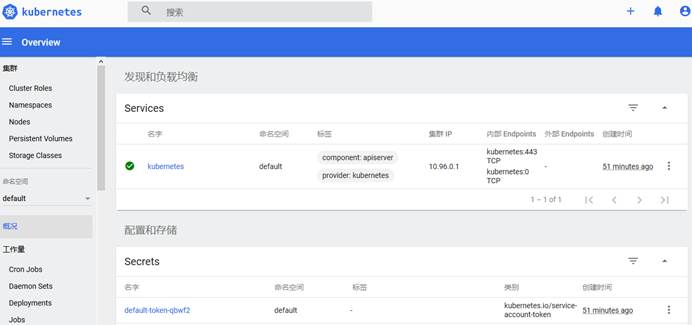 kubernetes
搜索
Overview
集群
Cluster Roles
Namespaces
Nodes
Persistent Volumes
Storage Classes
命名空间
default
概况
工作量
Cron Jobs
Daemon Sets
Deployments
Jobs
发现和负载均衡
Services
名字 命名空间 标签 集群 IP 内部 Endpoints 外部 Endpoints 创建时间
kubernetes default component: apiserver provider: kubernetes 10.96.0.1 kubernetes:443 TCP kubernetes:0 TCP - 51 minutes ago
1 – 1 of 1
配置和存储
Secrets
名字 命名空间 标签 类别 创建时间
default-token-qbwf2 default - kubernetes.io/service-account-token 51 minutes ago